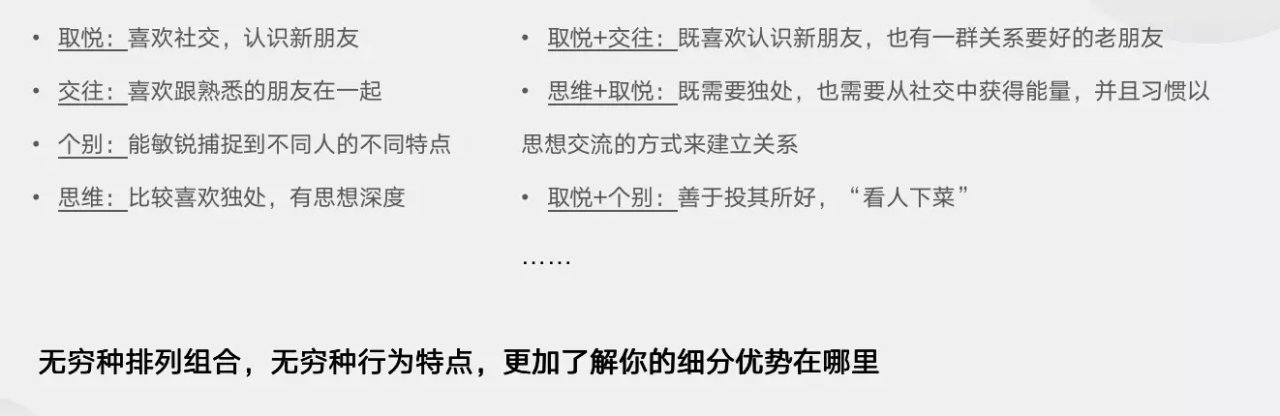 • 取悦：喜欢社交，认识新朋友
• 交往：喜欢跟熟悉的朋友在一起
• 个别：能敏锐捕捉到不同人的不同特点
• 思维：比较喜欢独处，有思想深度
• 取悦+交往：既喜欢认识新朋友，也有一群关系要好的老朋友
• 思维+取悦：既需要独处，也需要从社交中获得能量，并且习惯以
思想交流的方式来建立关系
• 取悦+个别：善于投其所好，“看人下菜”
……
无穷种排列组合，无穷种行为特点，更加了解你的细分优势在哪里